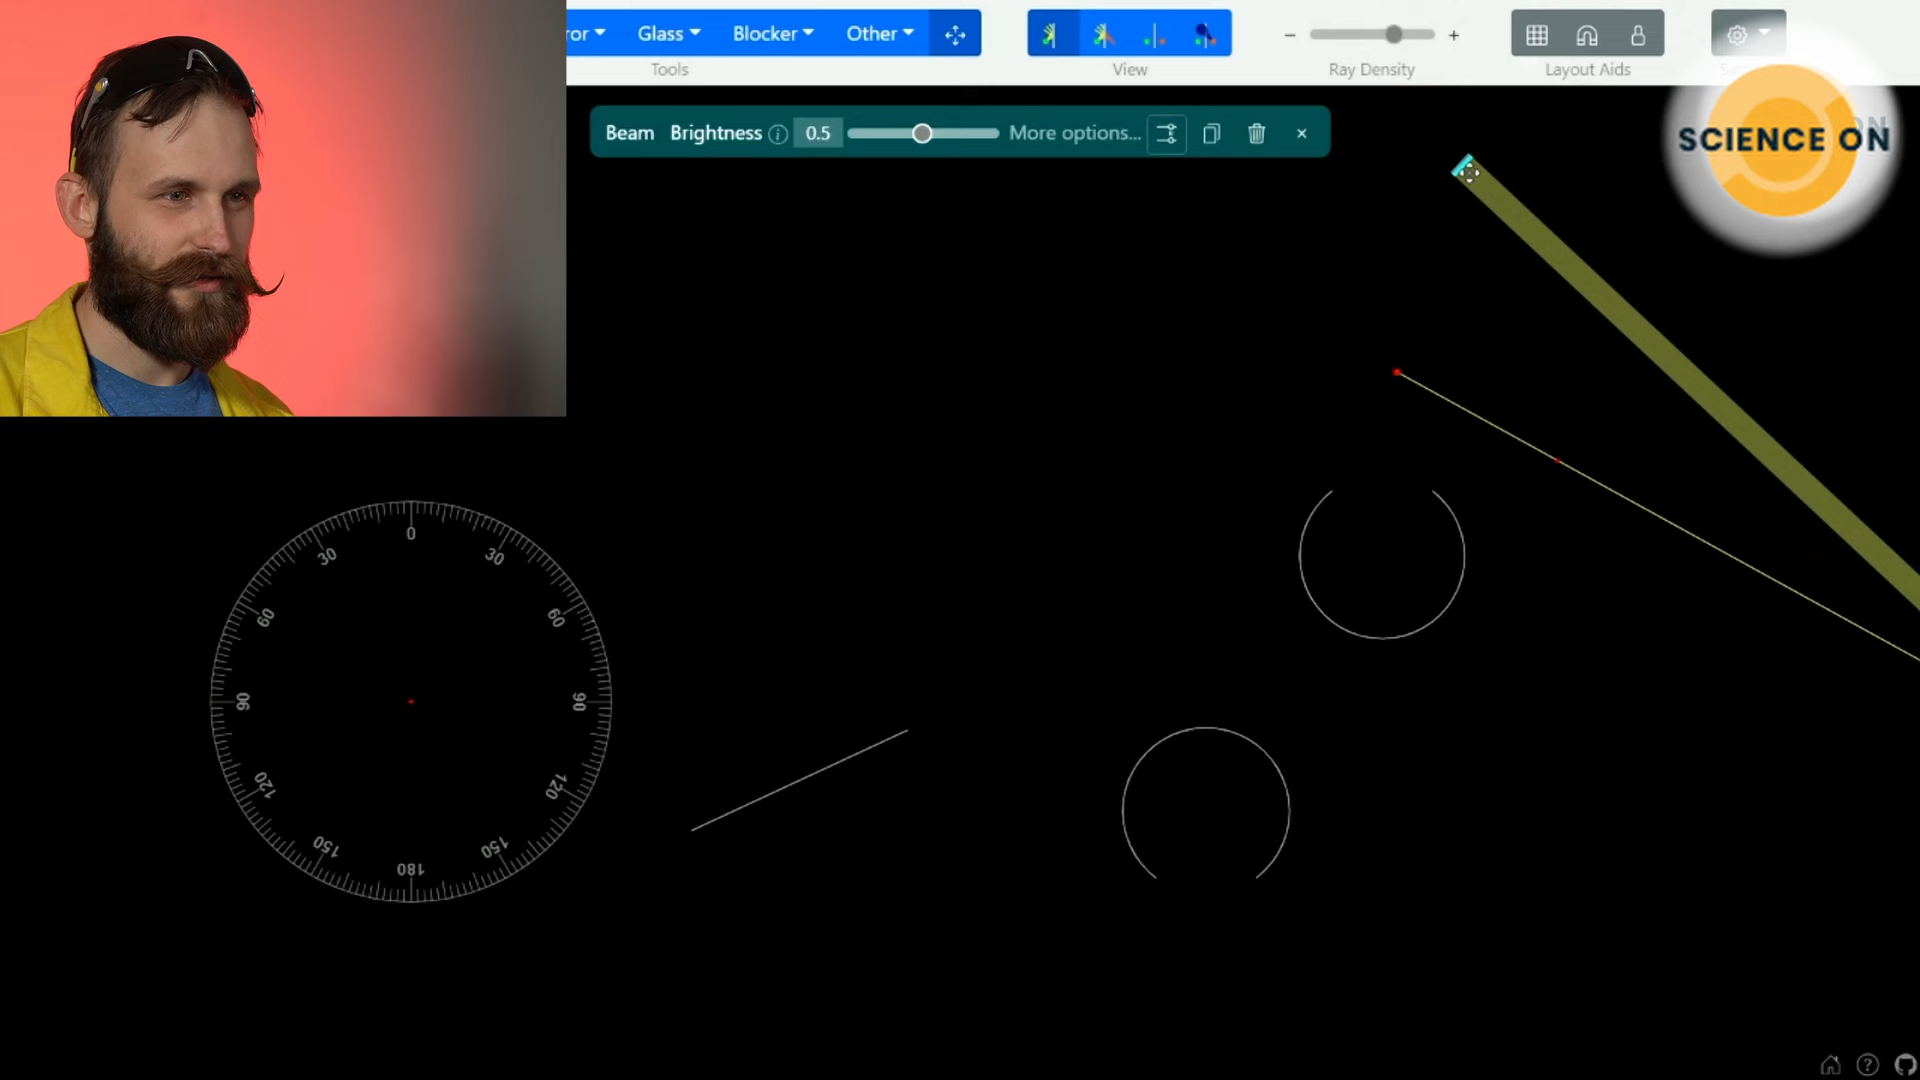 ror Glass Blocker Other
Tools
View
Ray Density
Layout Aids
Beam Brightness 0.5 More options...
SCIENCE ON
0
30 30
60 60
90 90
120 120
150 150
180